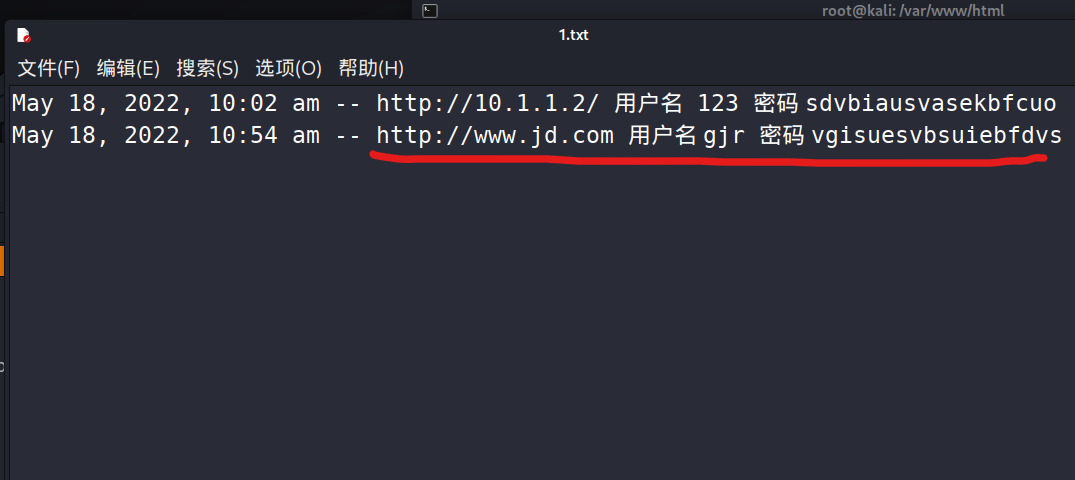 root@kali: /var/www/html
1.txt
文件(F) 编辑(E) 搜索(S) 选项(O) 帮助(H)
May 18, 2022, 10:02 am -- http://10.1.1.2/ 用户名 123 密码 sdvbiausvasekbfcuo
May 18, 2022, 10:54 am -- http://www.jd.com 用户名 gjr 密码 vgisuesvbsuiebfdvs